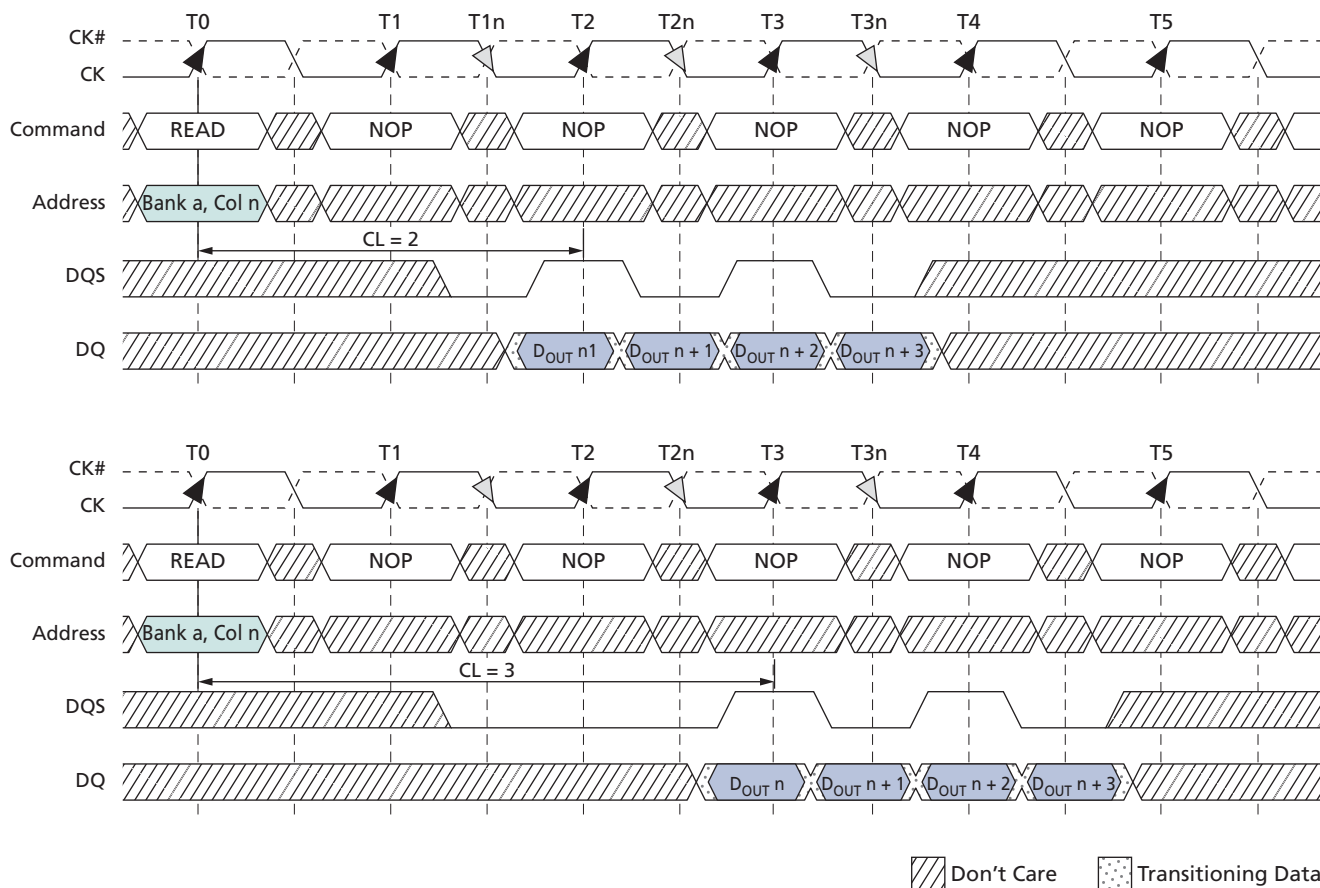 T0 T1 T1n T2 T2n T3 T3n T4 T5
CK#
CK
Command READ NOP NOP NOP NOP NOP
Address Bank a, Col n
CL = 2
DQS
DQ DOUT n1 DOUT n + 1 DOUT n + 2 DOUT n + 3
T0 T1 T2 T2n T3 T3n T4 T5
CK#
CK
Command READ NOP NOP NOP NOP NOP
Address Bank a, Col n
CL = 3
DQS
DQ DOUT n DOUT n + 1 DOUT n + 2 DOUT n + 3
Don't Care Transitioning Data